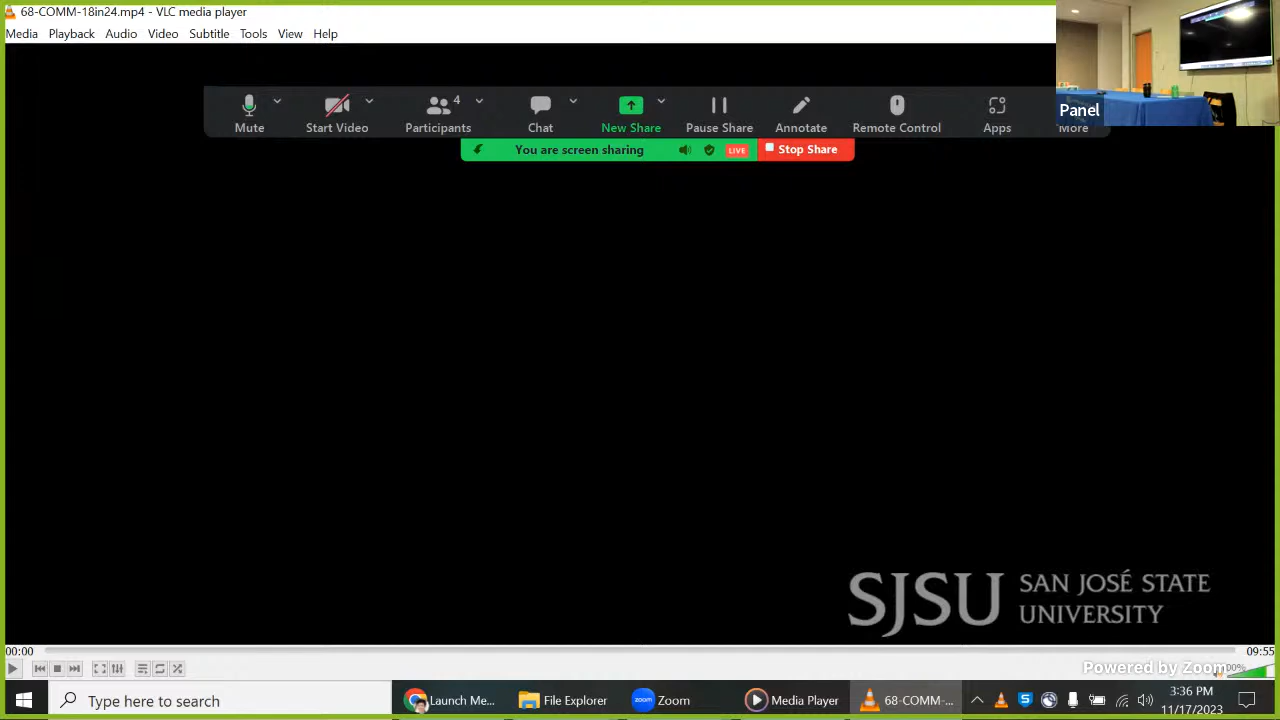 68-COMM-18in24.mp4 - VLC media player
Media Playback Audio Video Subtitle Tools View Help
Panel
4
Mute Start Video Participants Chat New Share Pause Share Annotate Remote Control Apps More
You are screen sharing LIVE Stop Share
SJSU SAN JOSÉ STATE
UNIVERSITY
00:00 09:55
Powered by Zoom
Type here to search
Launch Me... File Explorer Zoom Media Player 68-COMM-...
3:36 PM
11/17/2023